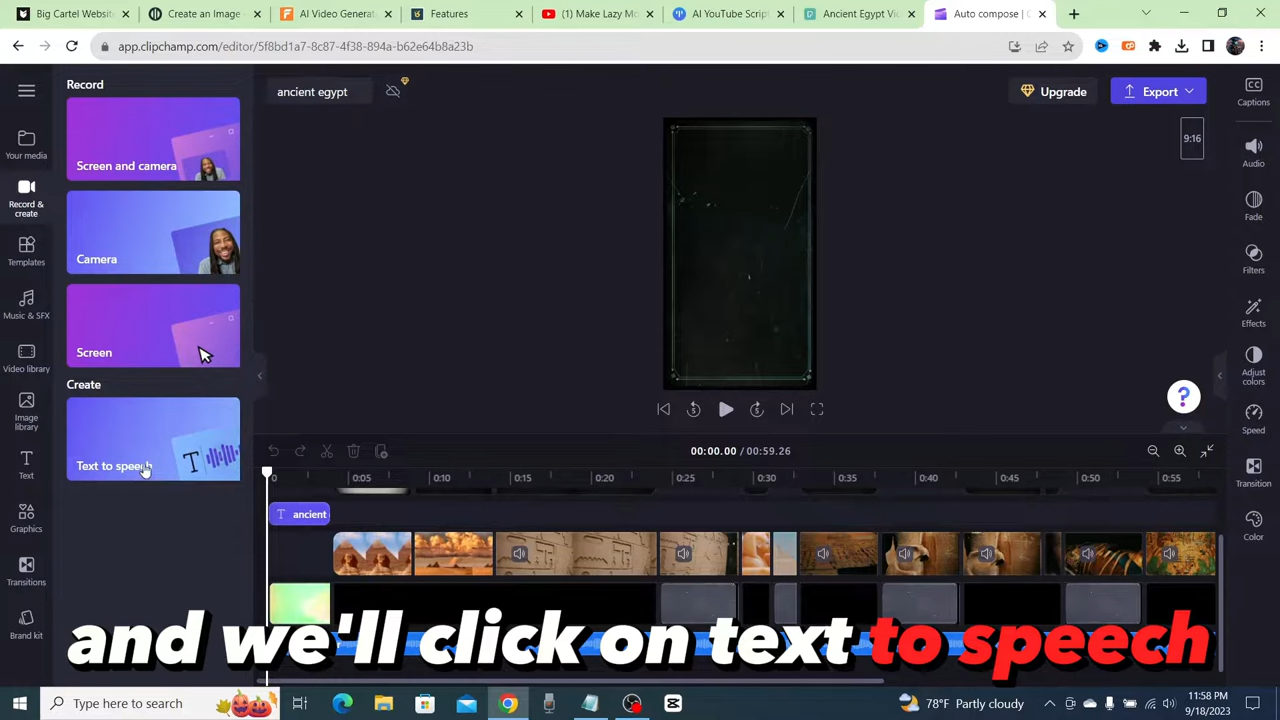 Big Cartel Websit
Create an Image
AI Video Generat
Features
(1) Make Lazy Mo
AI YouTube Script
Ancient Egypt Vi
Auto compose | C
app.clipchamp.com/editor/5f8bd1a7-8c87-4f38-894a-b62e64b8a23b
Record
ancient egypt
Upgrade
Export
Captions
Your media
Screen and camera
9:16
Audio
Record & create
Fade
Templates
Camera
Filters
Music & SFX
Effects
Video library
Screen
Adjust colors
Create
Image library
Speed
Text to speech
T
00:00.00 / 00:59.26
Text
0
0:05
0:10
0:15
0:20
0:25
0:30
0:35
0:40
0:45
0:50
0:55
Transition
T ancient
Graphics
Color
Transitions
Brand kit
and we'll click on text to speech
Type here to search
78°F Partly cloudy
11:58 PM
9/18/2023